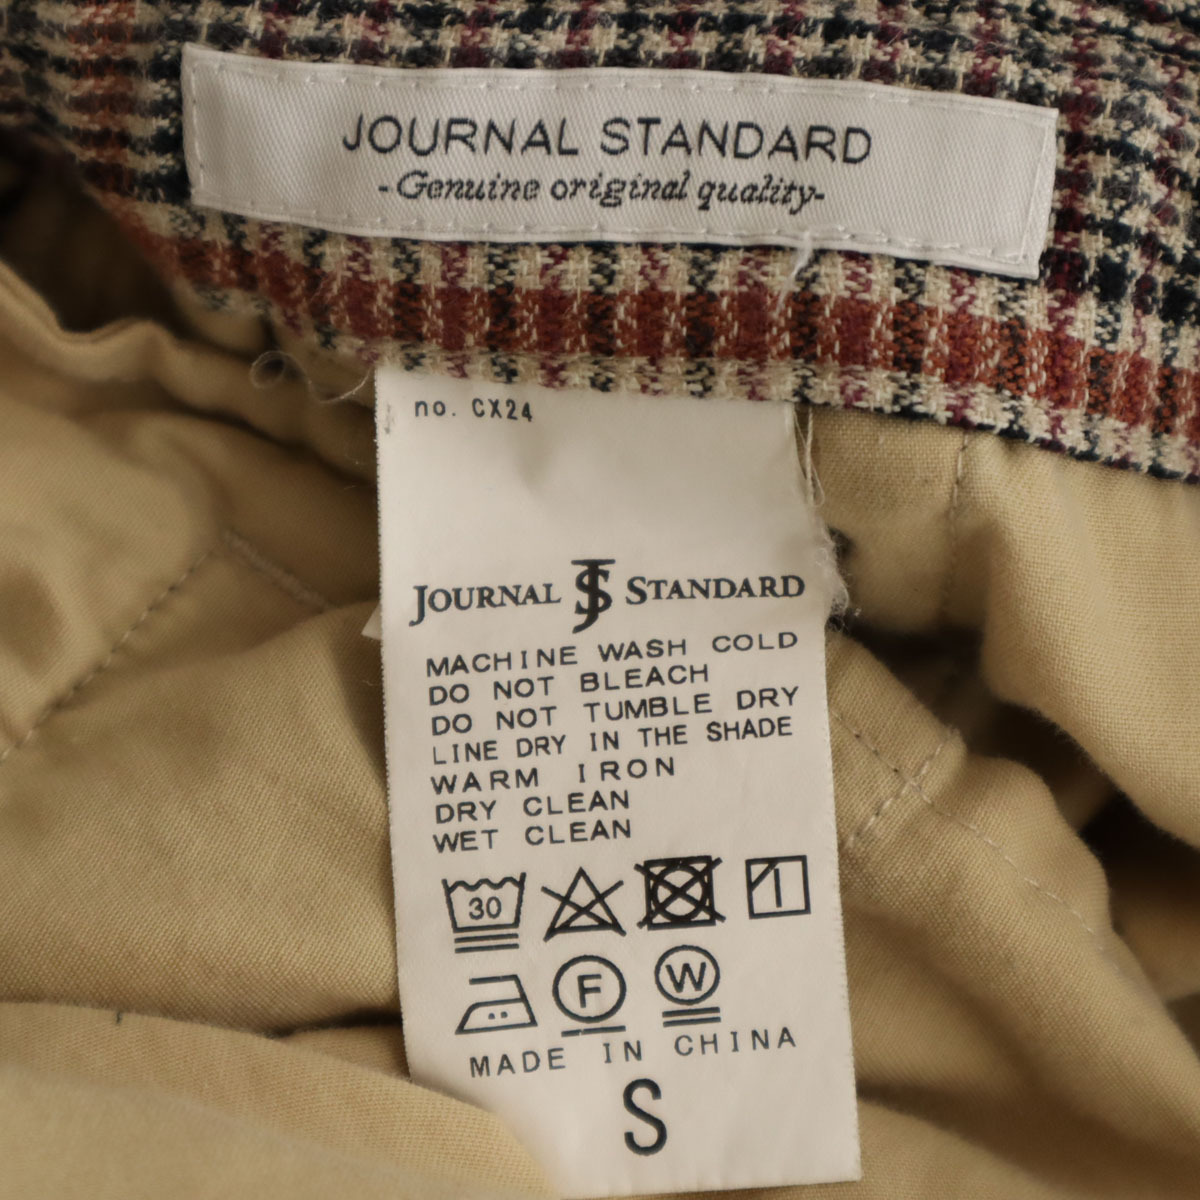 JOURNAL STANDARD
-Genuine original quality-
no. CX24
JOURNAL JS STANDARD
MACHINE WASH COLD
DO NOT BLEACH
DO NOT TUMBLE DRY
LINE DRY IN THE SHADE
WARM IRON
DRY CLEAN
WET CLEAN
30
F W
MADE IN CHINA
S